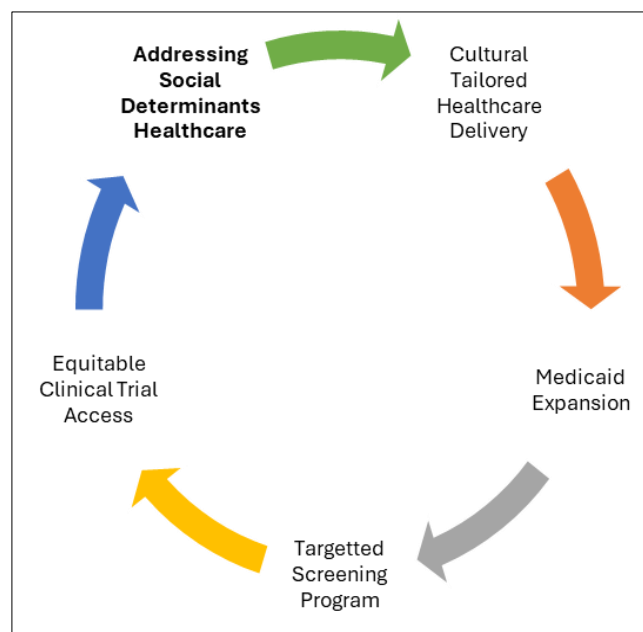 Addressing
Social
Determinants
Healthcare
Cultural
Tailored
Healthcare
Delivery
Medicaid
Expansion
Targetted
Screening
Program
Equitable
Clinical Trial
Access